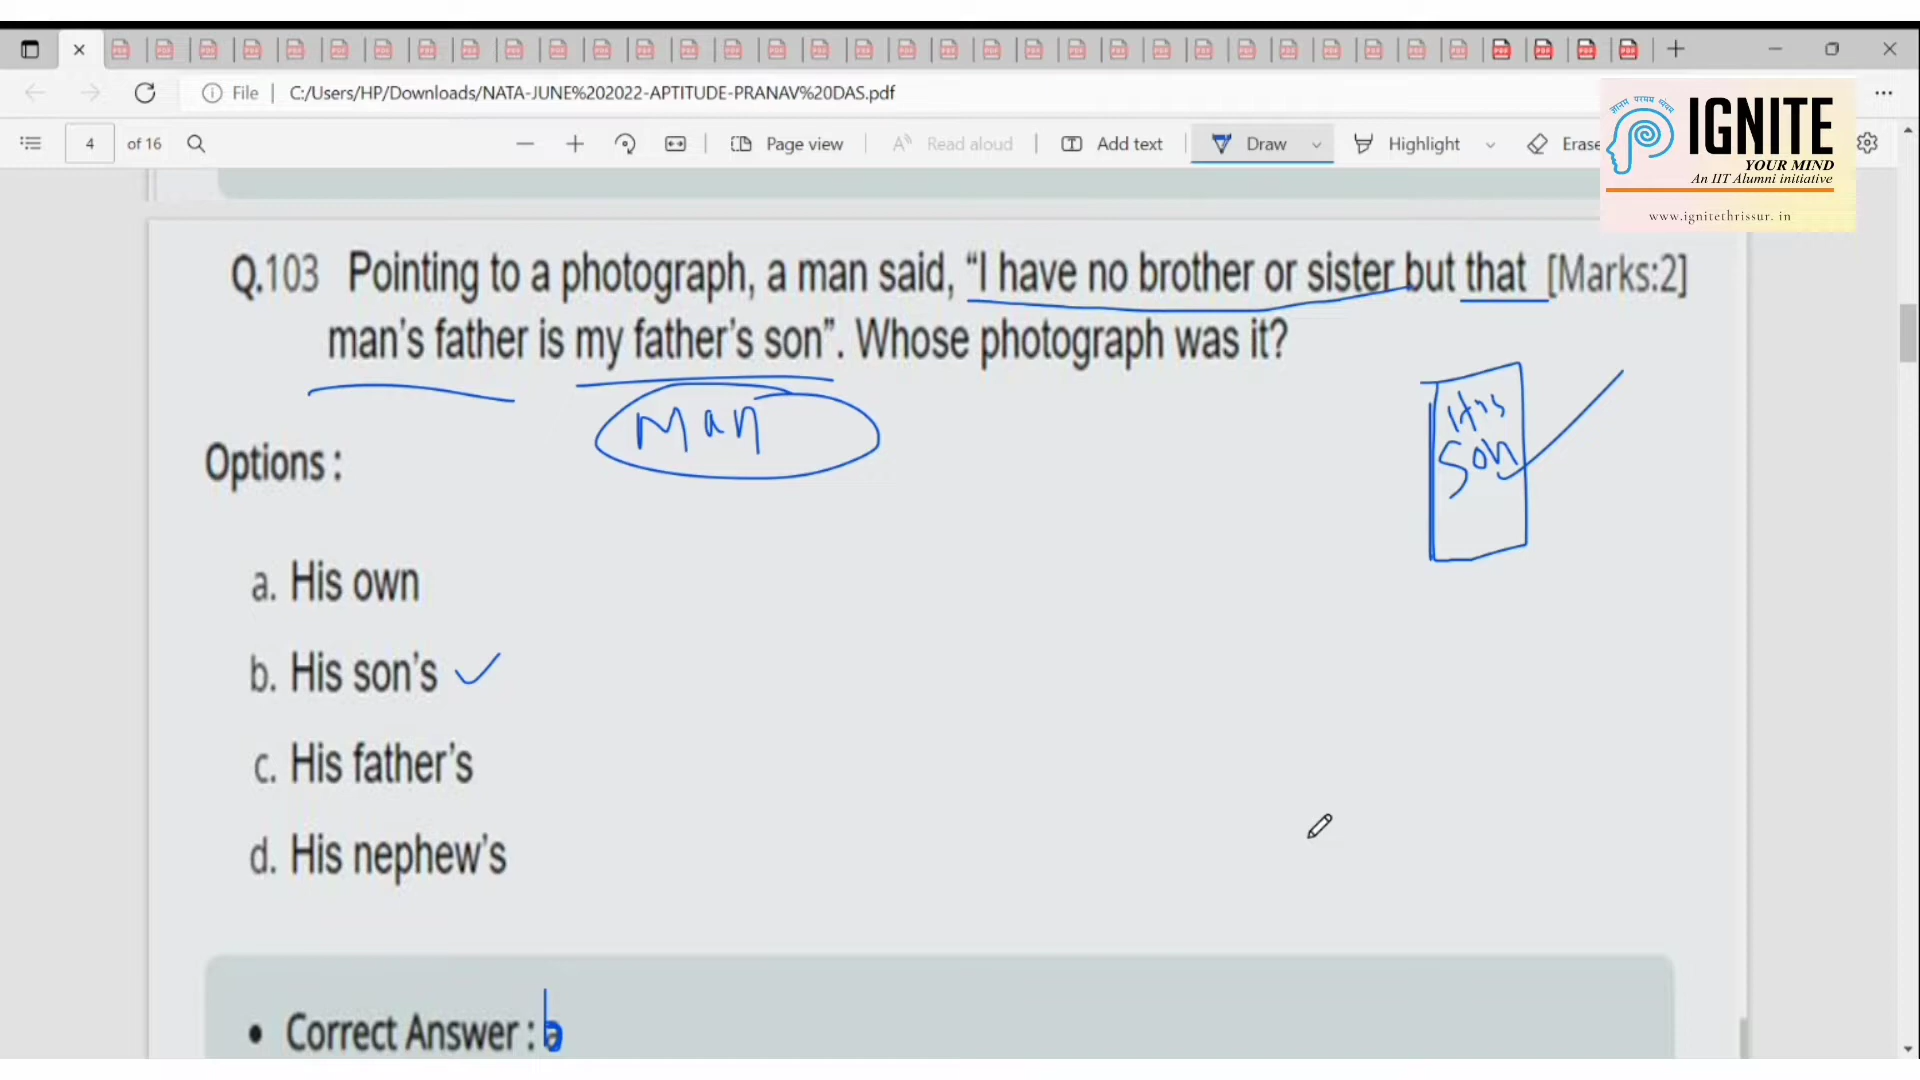 File C:/Users/HP/Downloads/NATA-JUNE%202022-APTITUDE-PRANAV%20DAS.pdf
4 of 16 Page view Read aloud Add text Draw Highlight Erase
IGNITE
YOUR MIND
An IIT Alumni initiative
www.ignitethrissur. in
Q.103 Pointing to a photograph, a man said, “I have no brother or sister but that [Marks:2]
man’s father is my father’s son”. Whose photograph was it?
Man
His
Son
Options :
a. His own
b. His son’s
c. His father’s
d. His nephew’s
• Correct Answer : b